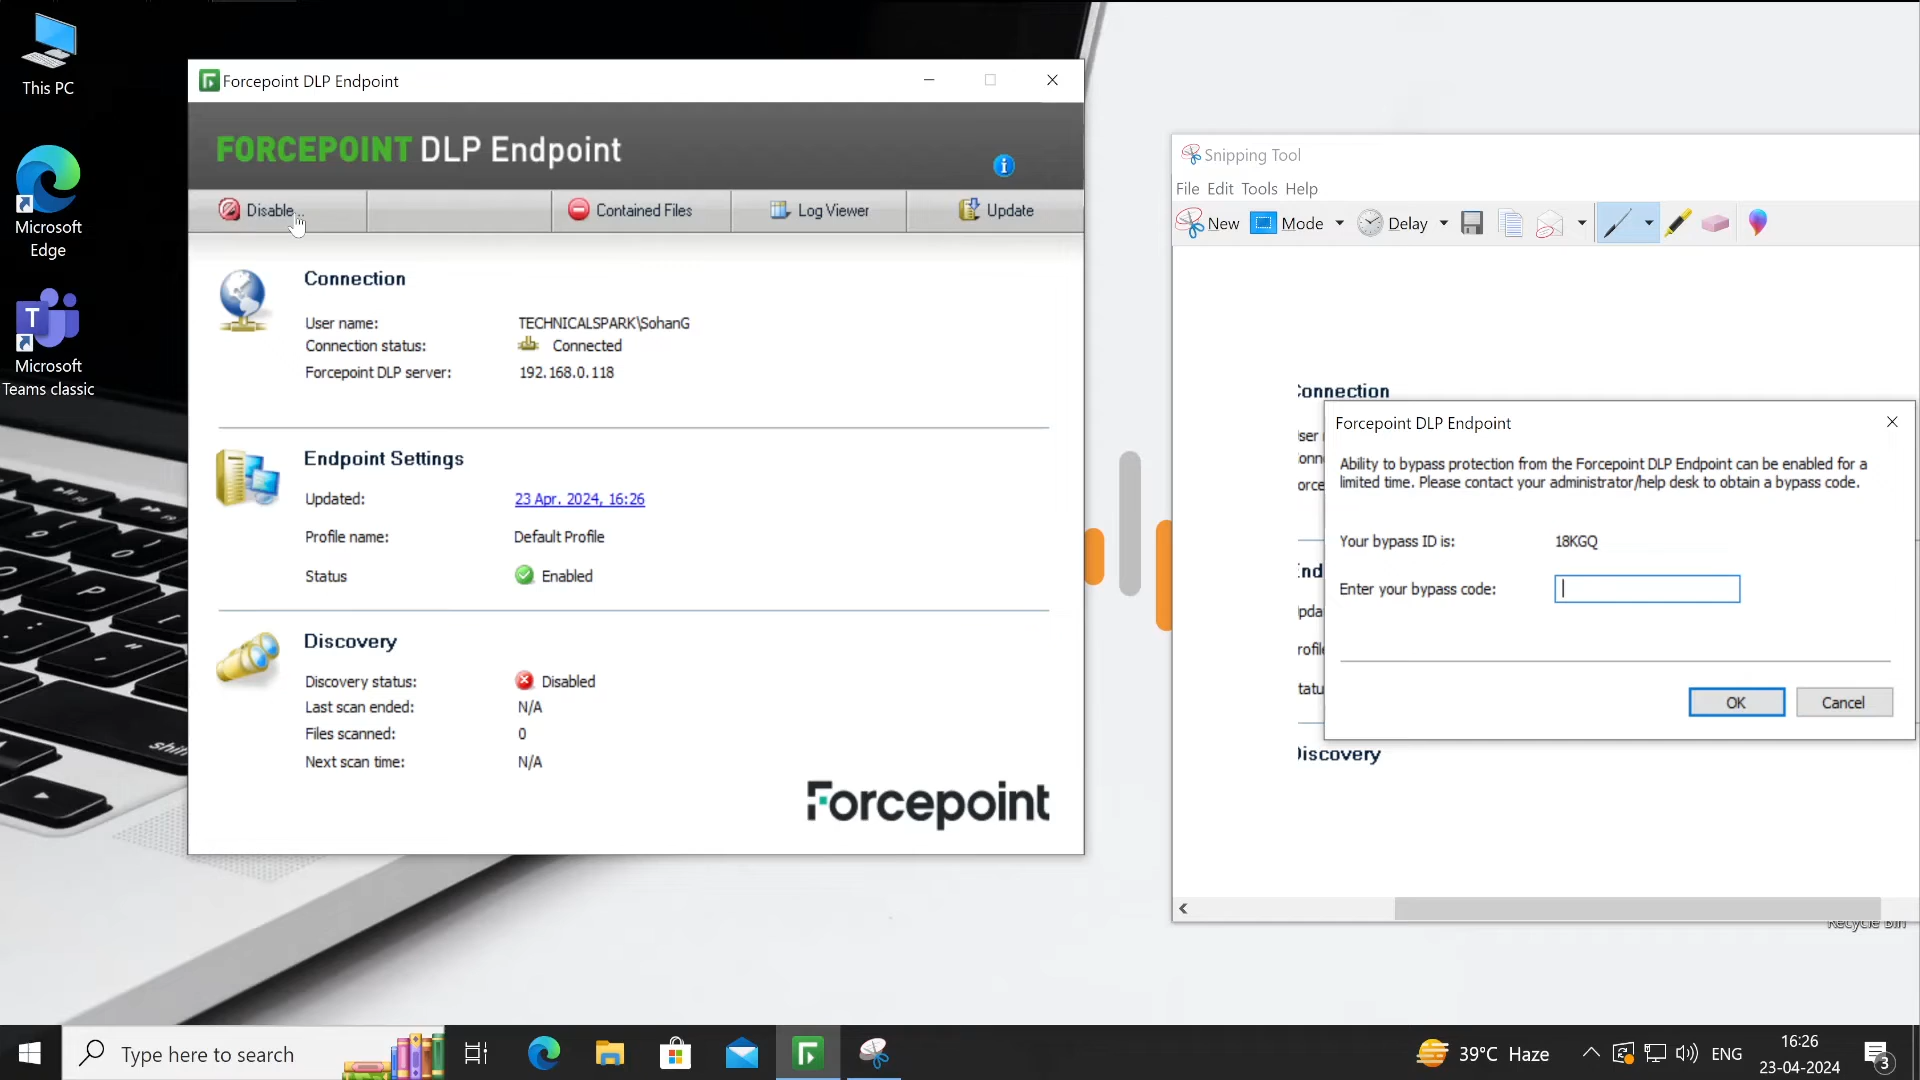 This PC
Microsoft
Edge
Microsoft
Teams classic
Forcepoint DLP Endpoint
FORCEPOINT DLP Endpoint
Disable...
Contained Files
Log Viewer
Update
Connection
User name: TECHNICALSPARK\SohanG
Connection status: Connected
Forcepoint DLP server: 192.168.0.118
Endpoint Settings
Updated: 23 Apr. 2024, 16:26
Profile name: Default Profile
Status Enabled
Discovery
Discovery status: Disabled
Last scan ended: N/A
Files scanned: 0
Next scan time: N/A
Forcepoint
Snipping Tool
File Edit Tools Help
New Mode Delay
Connection
Discovery
Forcepoint DLP Endpoint
Ability to bypass protection from the Forcepoint DLP Endpoint can be enabled for a
limited time. Please contact your administrator/help desk to obtain a bypass code.
Your bypass ID is: 18KGQ
Enter your bypass code:
OK Cancel
Recycle Bin
Type here to search
39°C Haze
ENG
16:26
23-04-2024
3
shift